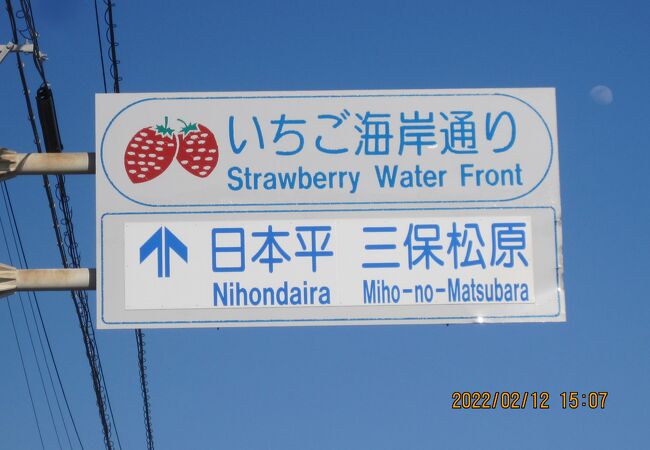 いちご海岸通り
Strawberry Water Front
日本平 三保松原
Nihondaira Miho-no-Matsubara
2022/02/12 15:07